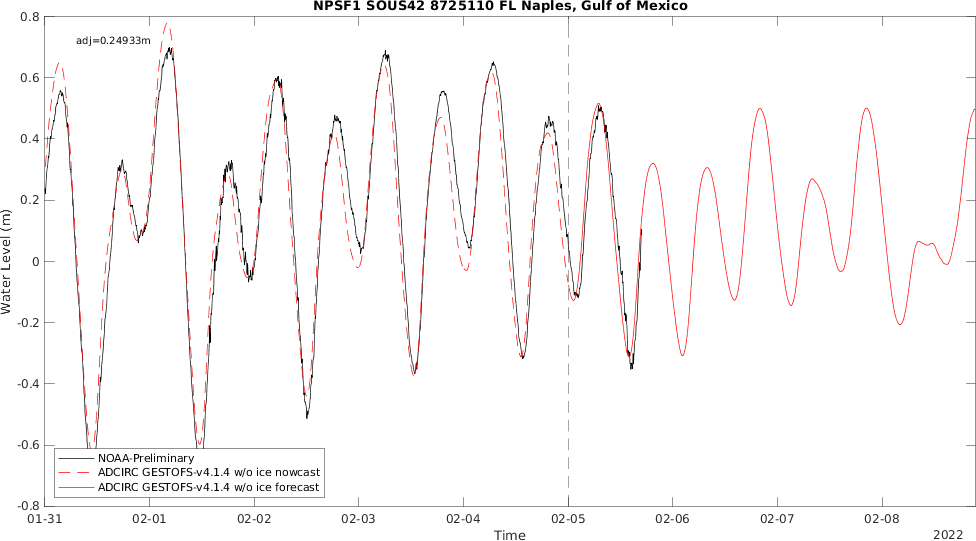 NPSF1 SOUS42 8725110 FL Naples, Gulf of Mexico
0.8
adj=0.24933m
0.6
0.4
0.2
0
-0.2
-0.4
-0.6
-0.8
Water Level (m)
NOAA-Preliminary
ADCIRC GESTOFS-v4.1.4 w/o ice nowcast
ADCIRC GESTOFS-v4.1.4 w/o ice forecast
01-31 02-01 02-02 02-03 02-04 02-05 02-06 02-07 02-08
Time
2022